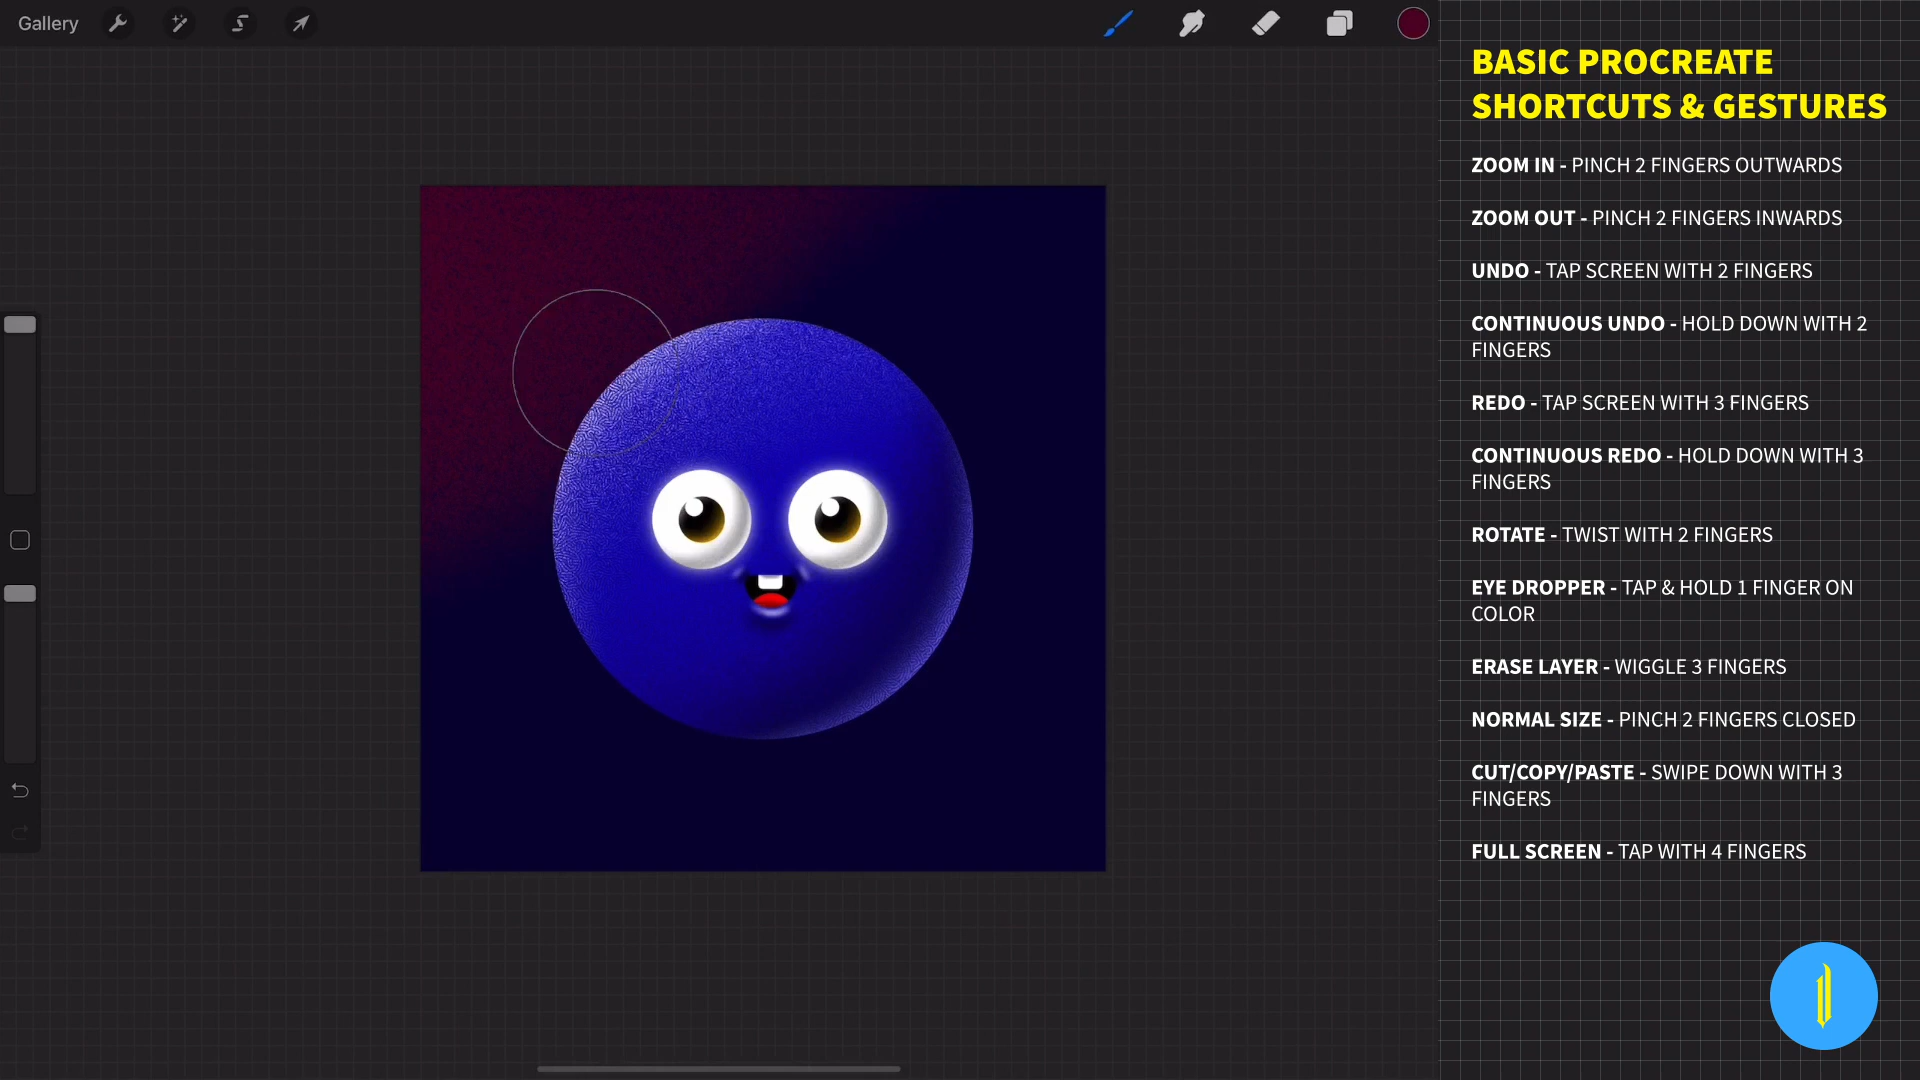 Gallery
BASIC PROCREATE
SHORTCUTS & GESTURES
ZOOM IN - PINCH 2 FINGERS OUTWARDS
ZOOM OUT - PINCH 2 FINGERS INWARDS
UNDO - TAP SCREEN WITH 2 FINGERS
CONTINUOUS UNDO - HOLD DOWN WITH 2
FINGERS
REDO - TAP SCREEN WITH 3 FINGERS
CONTINUOUS REDO - HOLD DOWN WITH 3
FINGERS
ROTATE - TWIST WITH 2 FINGERS
EYE DROPPER - TAP & HOLD 1 FINGER ON
COLOR
ERASE LAYER - WIGGLE 3 FINGERS
NORMAL SIZE - PINCH 2 FINGERS CLOSED
CUT/COPY/PASTE - SWIPE DOWN WITH 3
FINGERS
FULL SCREEN - TAP WITH 4 FINGERS